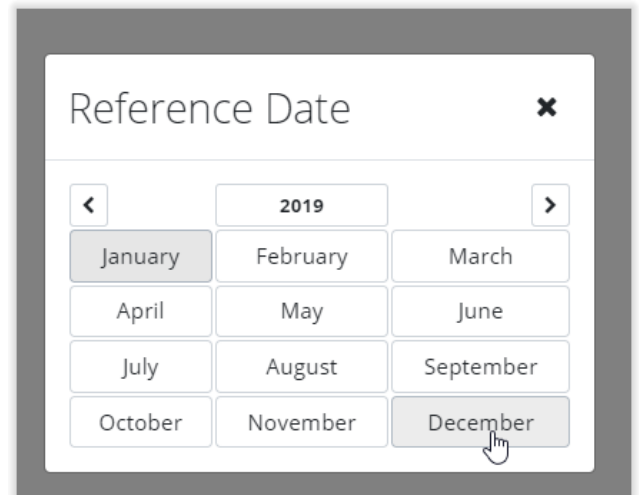 Reference Date
2019
January February March
April May June
July August September
October November December